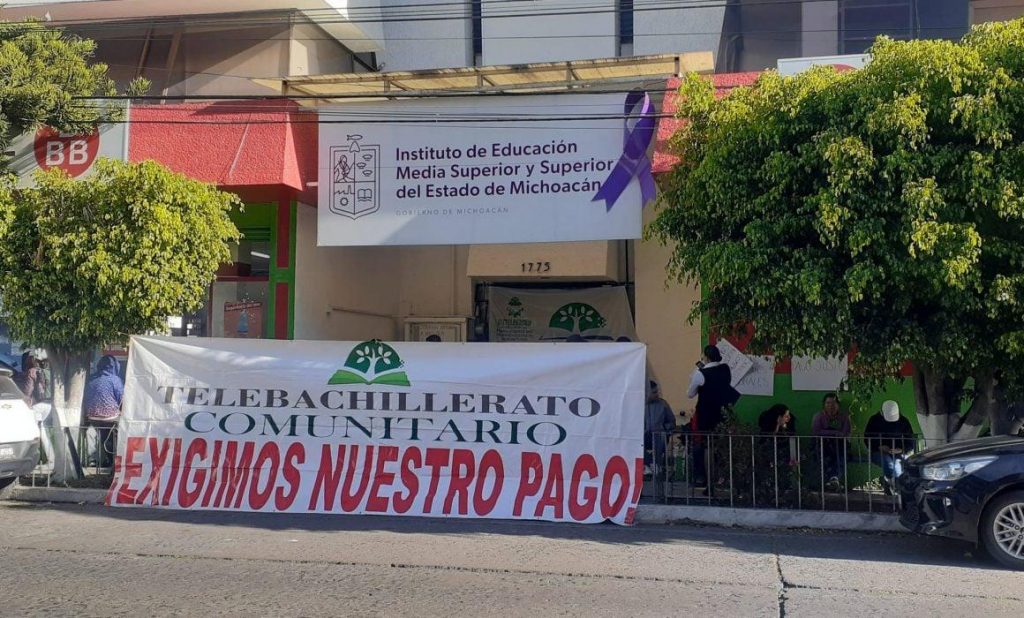 BB
Instituto de Educación
Media Superior y Superior
del Estado de Michoacán
GOBIERNO DE MICHOACÁN
1775
TELEBACHILLERATO
COMUNITARIO
¡EXIGIMOS NUESTRO PAGO!